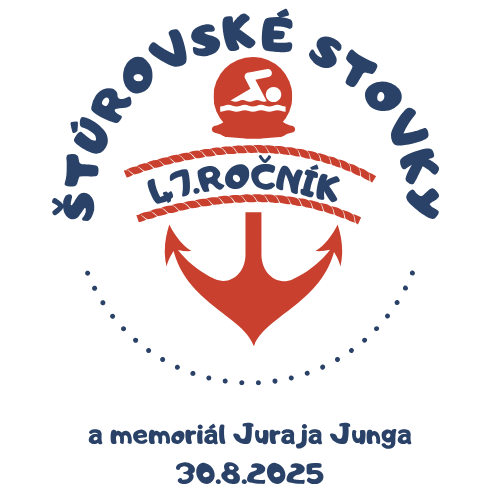 ŠTÚROVSKÉ STOVKY
47.ROČNÍK
a memoriál Juraja Junga
30.8.2025